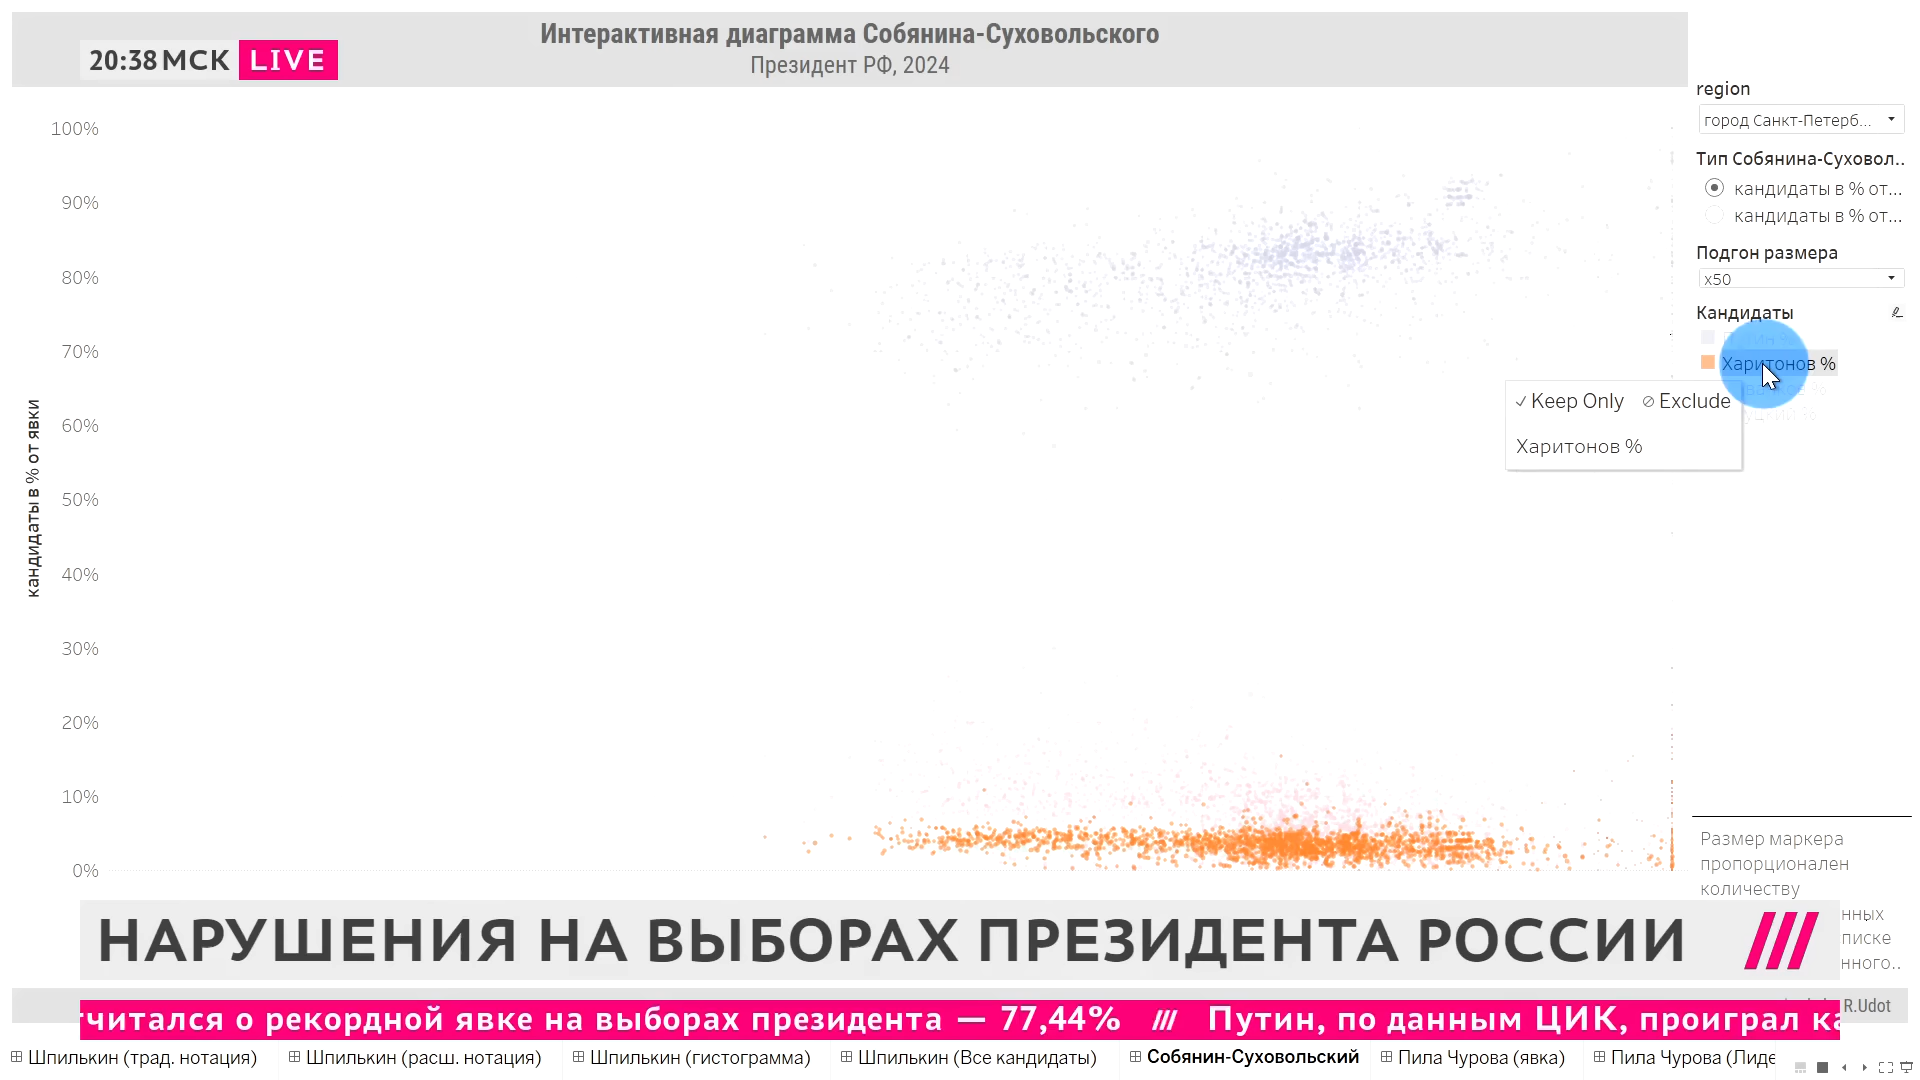 Интерактивная диаграмма Собянина-Суховольского
20:38 МСК LIVE
Президент РФ, 2024
region
город Санкт-Петерб...
Тип Собянина-Суховол..
кандидаты в % от...
кандидаты в % от...
Подгон размера
x50
Кандидаты
Харитонов %
Keep Only Exclude
Харитонов %
100%
90%
80%
70%
60%
50%
40%
30%
20%
10%
0%
кандидаты в % от явки
Размер маркера
пропорционален
количеству
нных
писке
нного..
НАРУШЕНИЯ НА ВЫБОРАХ ПРЕЗИДЕНТА РОССИИ
R.Udot
читался о рекордной явке на выборах президента — 77,44% /// Путин, по данным ЦИК, проиграл ка
Шпилькин (трад. нотация) Шпилькин (расш. нотация) Шпилькин (гистограмма) Шпилькин (Все кандидаты) Собянин-Суховольский Пила Чурова (явка) Пила Чурова (Лиде